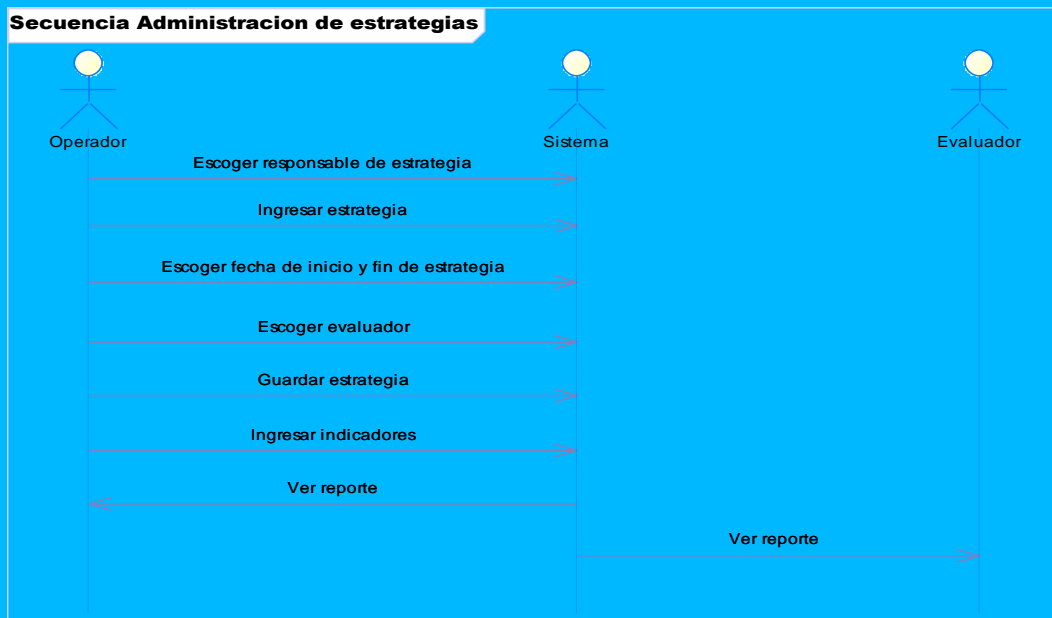 Secuencia Administracion de estrategias
Operador
Sistema
Evaluador
Escoger responsable de estrategia
Ingresar estrategia
Escoger fecha de inicio y fin de estrategia
Escoger evaluador
Guardar estrategia
Ingresar indicadores
Ver reporte
Ver reporte